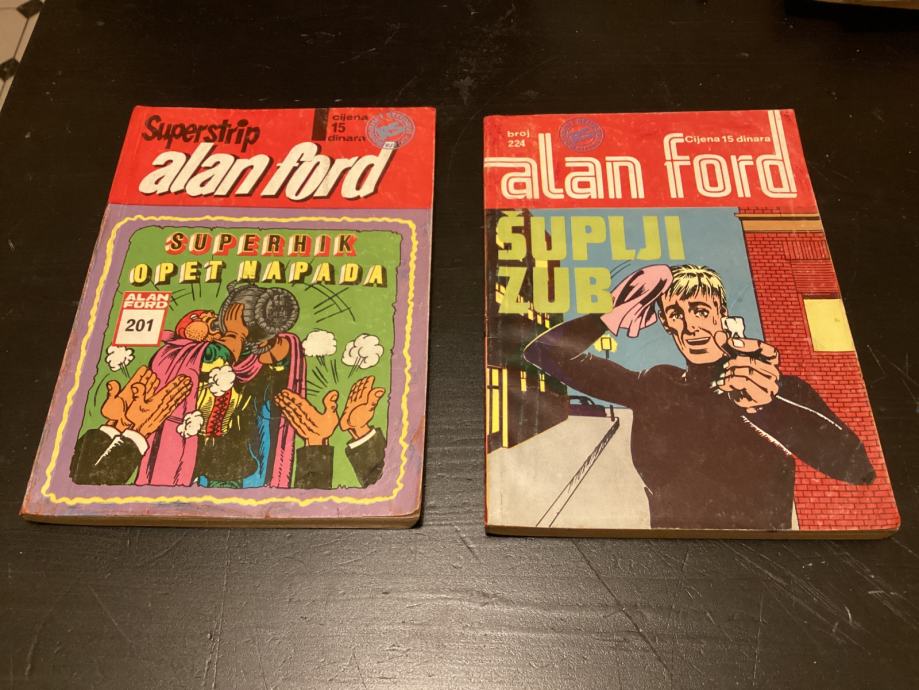 Superstrip
cijena
15
dinara
alan ford
SUPERHIK
OPET NAPADA
ALAN
FORD
201
broj
224
Cijena 15 dinara
alan ford
ŠUPLJI
ZUB